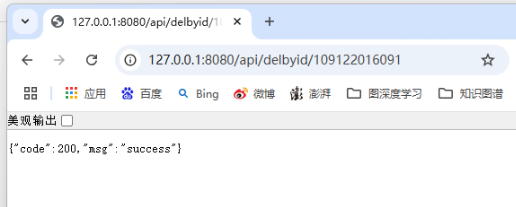 127.0.0.1:8080/api/delbyid/1
127.0.0.1:8080/api/delbyid/109122016091
应用 百度 Bing 微博 澎湃 图深度学习 知识图谱
美观输出
{"code":200,"msg":"success"}